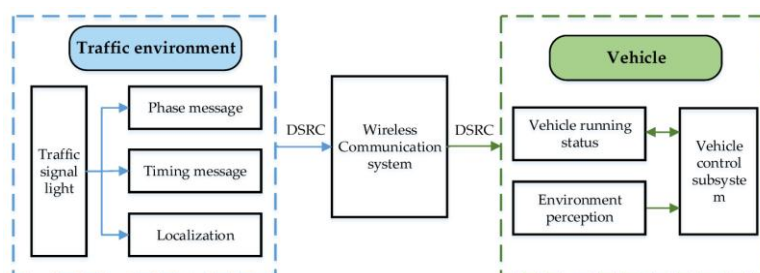 Traffic environment
Traffic
signal
light
Phase message
Timing message
Localization
DSRC
Wireless
Communication
system
DSRC
Vehicle
Vehicle running
status
Environment
perception
Vehicle
control
subsyste
m